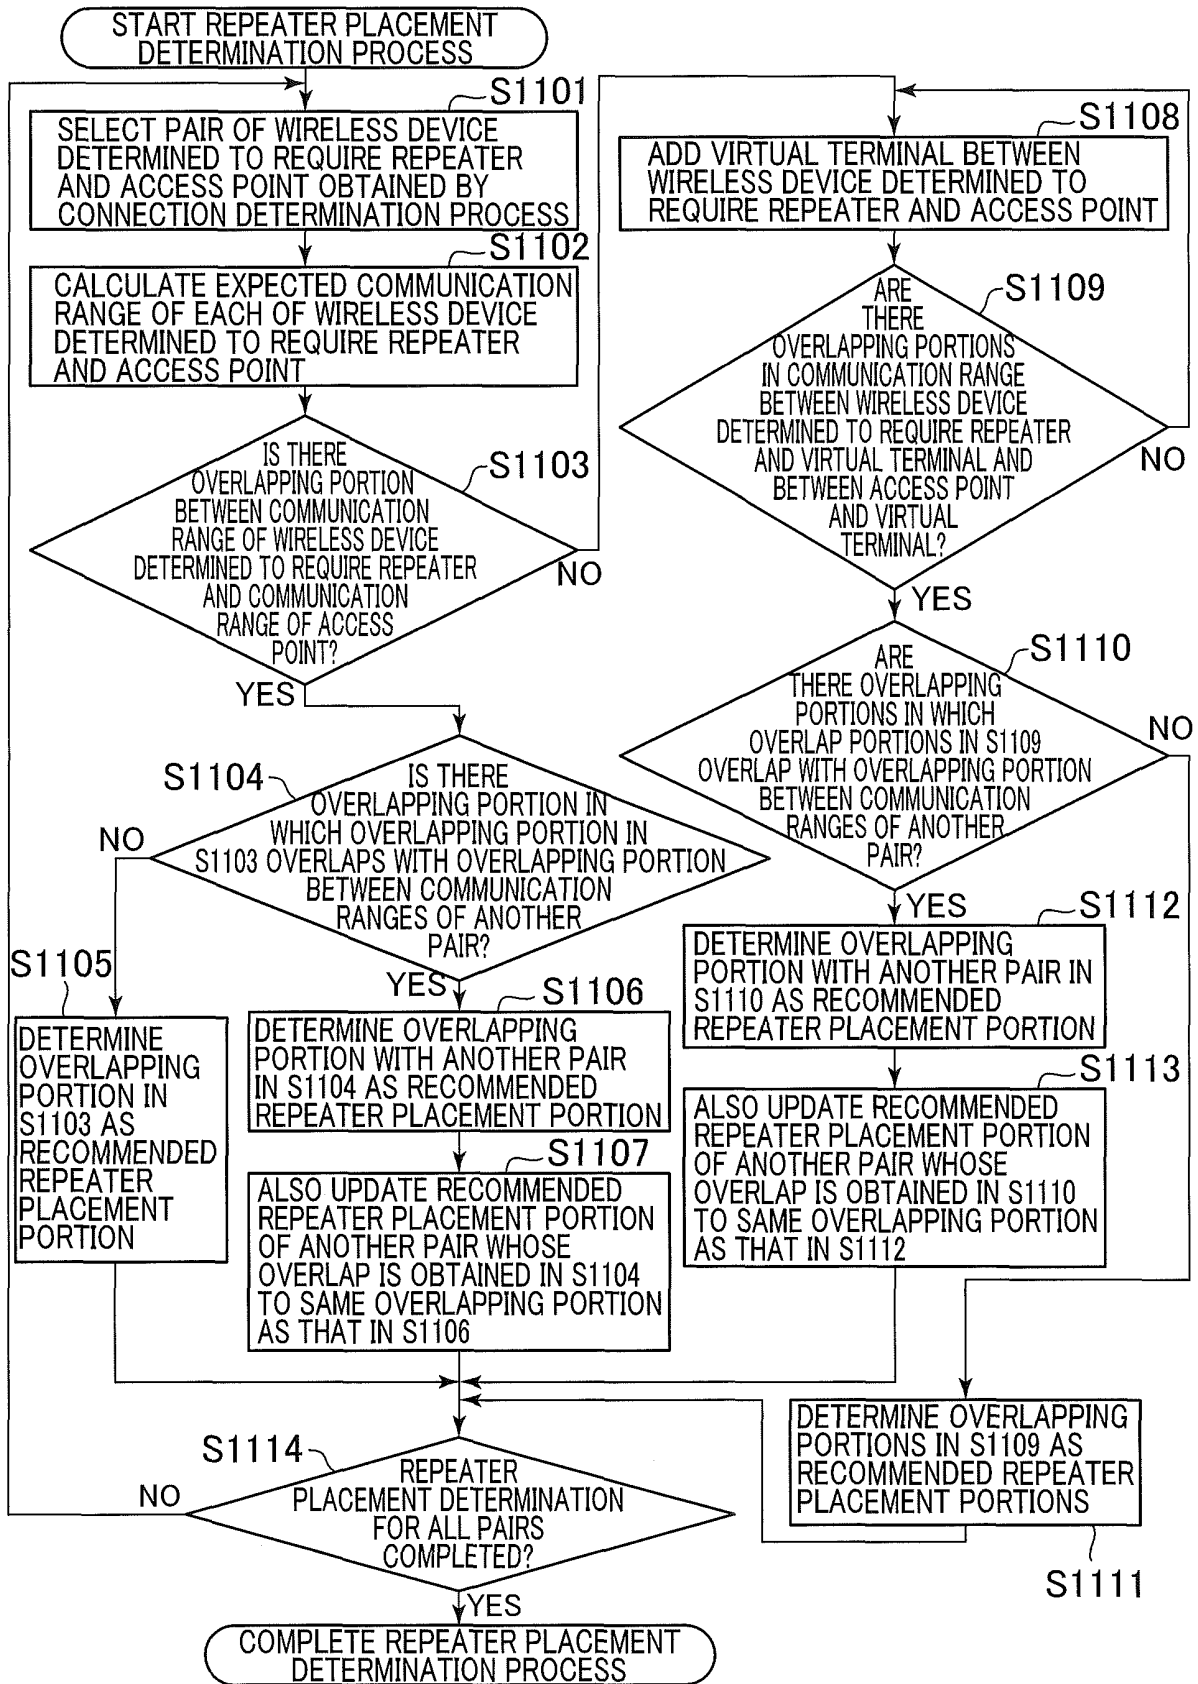 START REPEATER PLACEMENT
DETERMINATION PROCESS
S1101
SELECT PAIR OF WIRELESS DEVICE
DETERMINED TO REQUIRE REPEATER
AND ACCESS POINT OBTAINED BY
CONNECTION DETERMINATION PROCESS
S1102
CALCULATE EXPECTED COMMUNICATION
RANGE OF EACH OF WIRELESS DEVICE
DETERMINED TO REQUIRE REPEATER
AND ACCESS POINT
S1103
IS THERE
OVERLAPPING PORTION
BETWEEN COMMUNICATION
RANGE OF WIRELESS DEVICE
DETERMINED TO REQUIRE REPEATER
AND COMMUNICATION
RANGE OF ACCESS
POINT?
NO
YES
S1104
IS THERE
OVERLAPPING PORTION IN
WHICH OVERLAPPING PORTION IN
S1103 OVERLAPS WITH OVERLAPPING PORTION
BETWEEN COMMUNICATION
RANGES OF ANOTHER
PAIR?
NO
YES
S1105
DETERMINE
OVERLAPPING
PORTION IN
S1103 AS
RECOMMENDED
REPEATER
PLACEMENT
PORTION
S1106
DETERMINE OVERLAPPING
PORTION WITH ANOTHER PAIR
IN S1104 AS RECOMMENDED
REPEATER PLACEMENT PORTION
S1107
ALSO UPDATE RECOMMENDED
REPEATER PLACEMENT PORTION
OF ANOTHER PAIR WHOSE
OVERLAP IS OBTAINED IN S1104
TO SAME OVERLAPPING PORTION
AS THAT IN S1106
S1108
ADD VIRTUAL TERMINAL BETWEEN
WIRELESS DEVICE DETERMINED TO
REQUIRE REPEATER AND ACCESS POINT
S1109
ARE
THERE
OVERLAPPING PORTIONS
IN COMMUNICATION RANGE
BETWEEN WIRELESS DEVICE
DETERMINED TO REQUIRE REPEATER
AND VIRTUAL TERMINAL AND
BETWEEN ACCESS POINT
AND VIRTUAL
TERMINAL?
NO
YES
S1110
ARE
THERE OVERLAPPING
PORTIONS IN WHICH
OVERLAP PORTIONS IN S1109
OVERLAP WITH OVERLAPPING PORTION
BETWEEN COMMUNICATION
RANGES OF ANOTHER
PAIR?
NO
YES
S1112
DETERMINE OVERLAPPING
PORTION WITH ANOTHER PAIR IN
S1110 AS RECOMMENDED
REPEATER PLACEMENT PORTION
S1113
ALSO UPDATE RECOMMENDED
REPEATER PLACEMENT PORTION
OF ANOTHER PAIR WHOSE
OVERLAP IS OBTAINED IN S1110
TO SAME OVERLAPPING PORTION
AS THAT IN S1112
DETERMINE OVERLAPPING
PORTIONS IN S1109 AS
RECOMMENDED REPEATER
PLACEMENT PORTIONS
S1111
S1114
REPEATER
PLACEMENT DETERMINATION
FOR ALL PAIRS
COMPLETED?
NO
YES
COMPLETE REPEATER PLACEMENT
DETERMINATION PROCESS